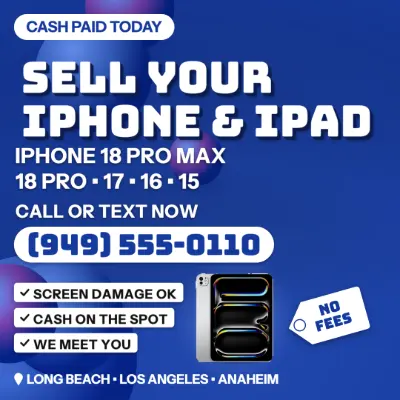 CASH PAID TODAY
SELL YOUR
IPHONE & IPAD
IPHONE 18 PRO MAX
18 PRO ▪ 17 ▪ 16 ▪ 15
CALL OR TEXT NOW
(949) 555-0110
✓ SCREEN DAMAGE OK
✓ CASH ON THE SPOT
✓ WE MEET YOU
NO
FEES
LONG BEACH ▪ LOS ANGELES ▪ ANAHEIM